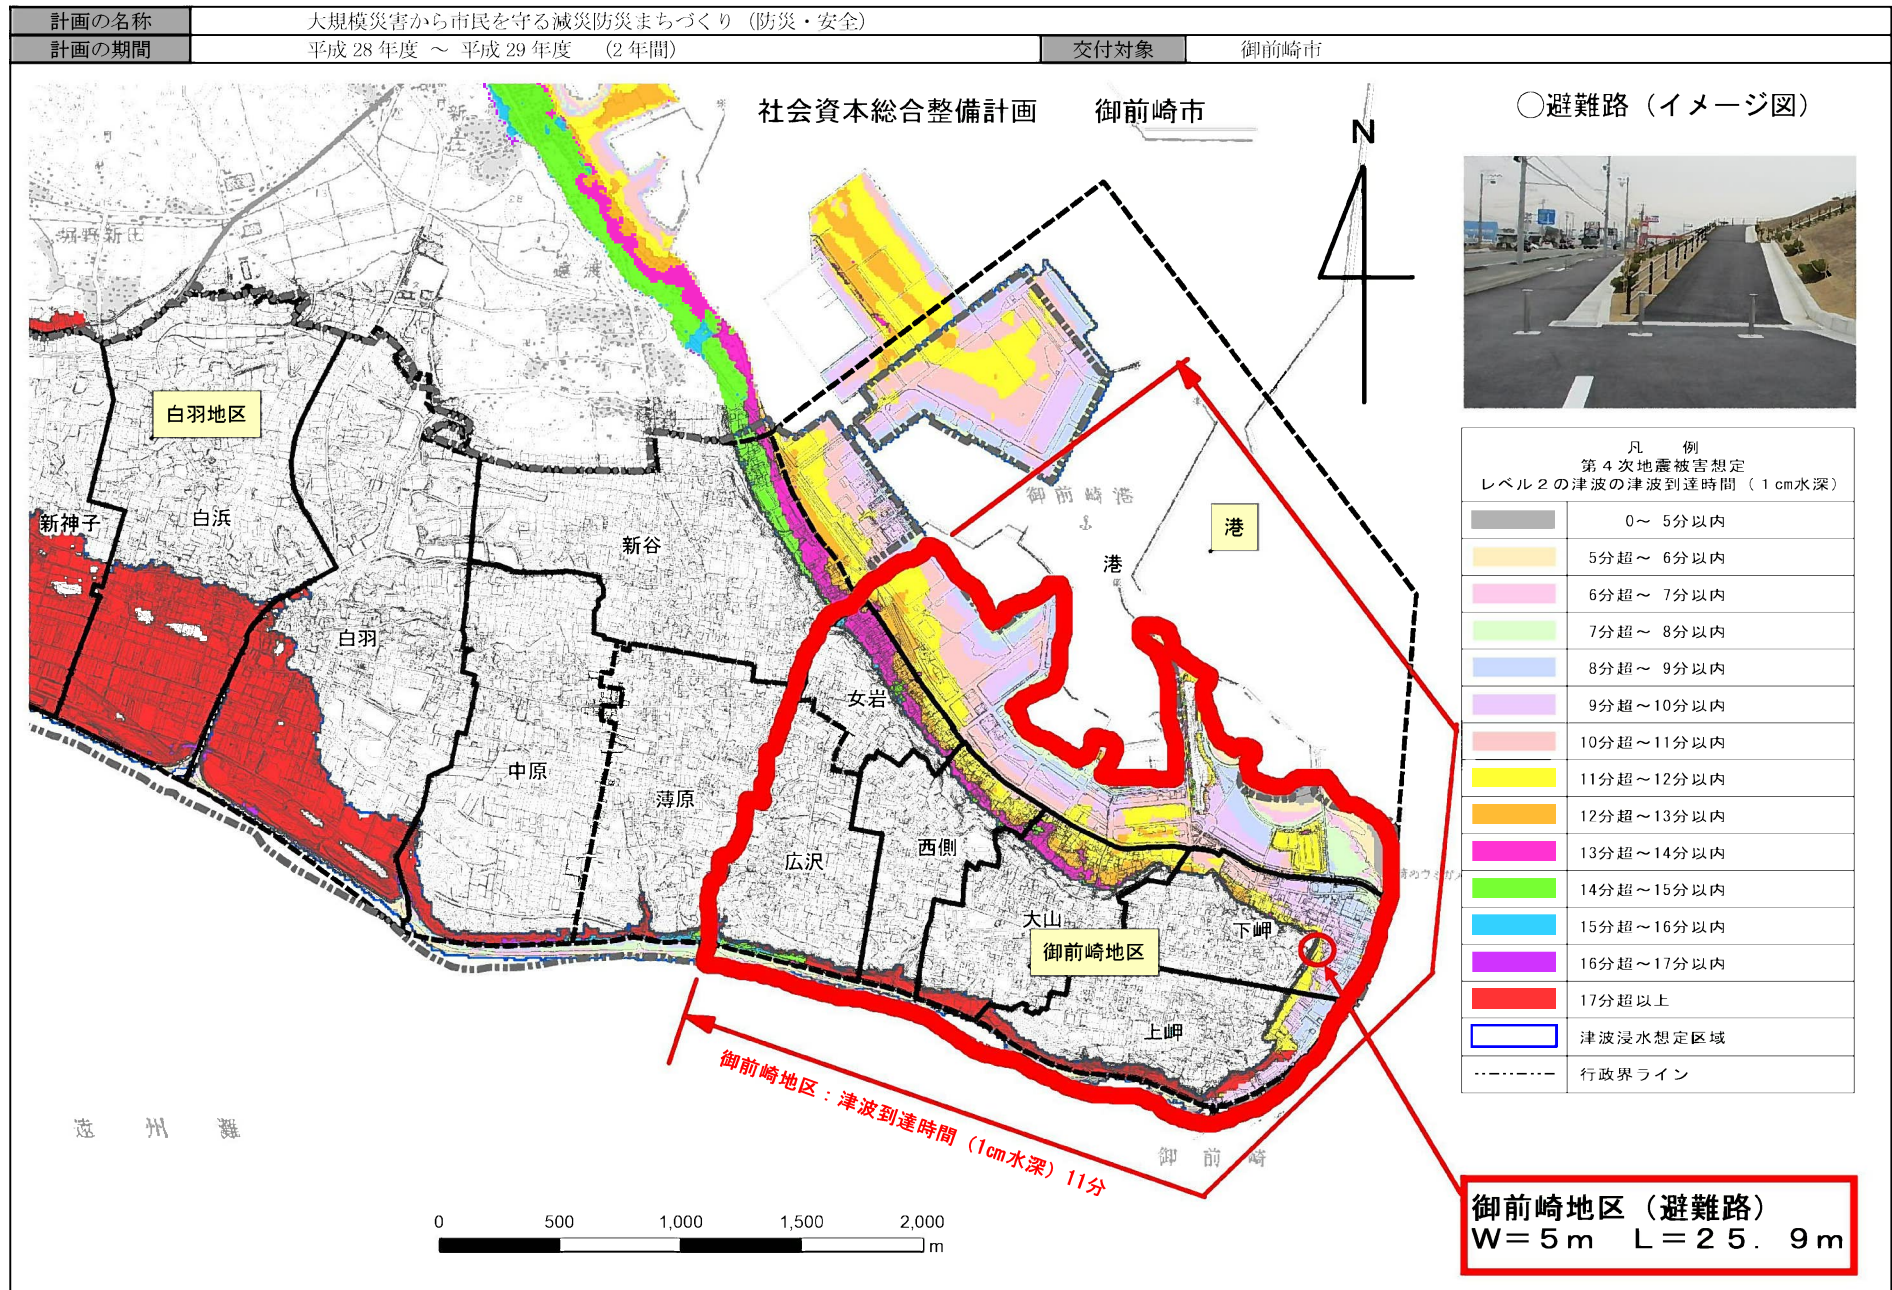 計画の名称 大規模災害から市民を守る減災防災まちづくり（防災・安全）
計画の期間 平成 28 年度 ～ 平成 29 年度 （2 年間） 交付対象 御前崎市
社会資本総合整備計画 御前崎市
○避難路（イメージ図）
N
白羽地区
新神子
白浜
新谷
白羽
御前崎港
港
港
女岩
中原
薄原
広沢
西側
大山
下岬
御前崎地区
上岬
御前崎地区：津波到達時間（1cm水深）11分
遠 州 灘
御 前 崎
0 500 1,000 1,500 2,000
m
凡 例
第４次地震被害想定
レベル２の津波の津波到達時間（１cm水深）
0～ 5分以内
5分超～ 6分以内
6分超～ 7分以内
7分超～ 8分以内
8分超～ 9分以内
9分超～10分以内
10分超～11分以内
11分超～12分以内
12分超～13分以内
13分超～14分以内
14分超～15分以内
15分超～16分以内
16分超～17分以内
17分超以上
津波浸水想定区域
行政界ライン
御前崎地区（避難路）
W＝５m L＝２５．９m